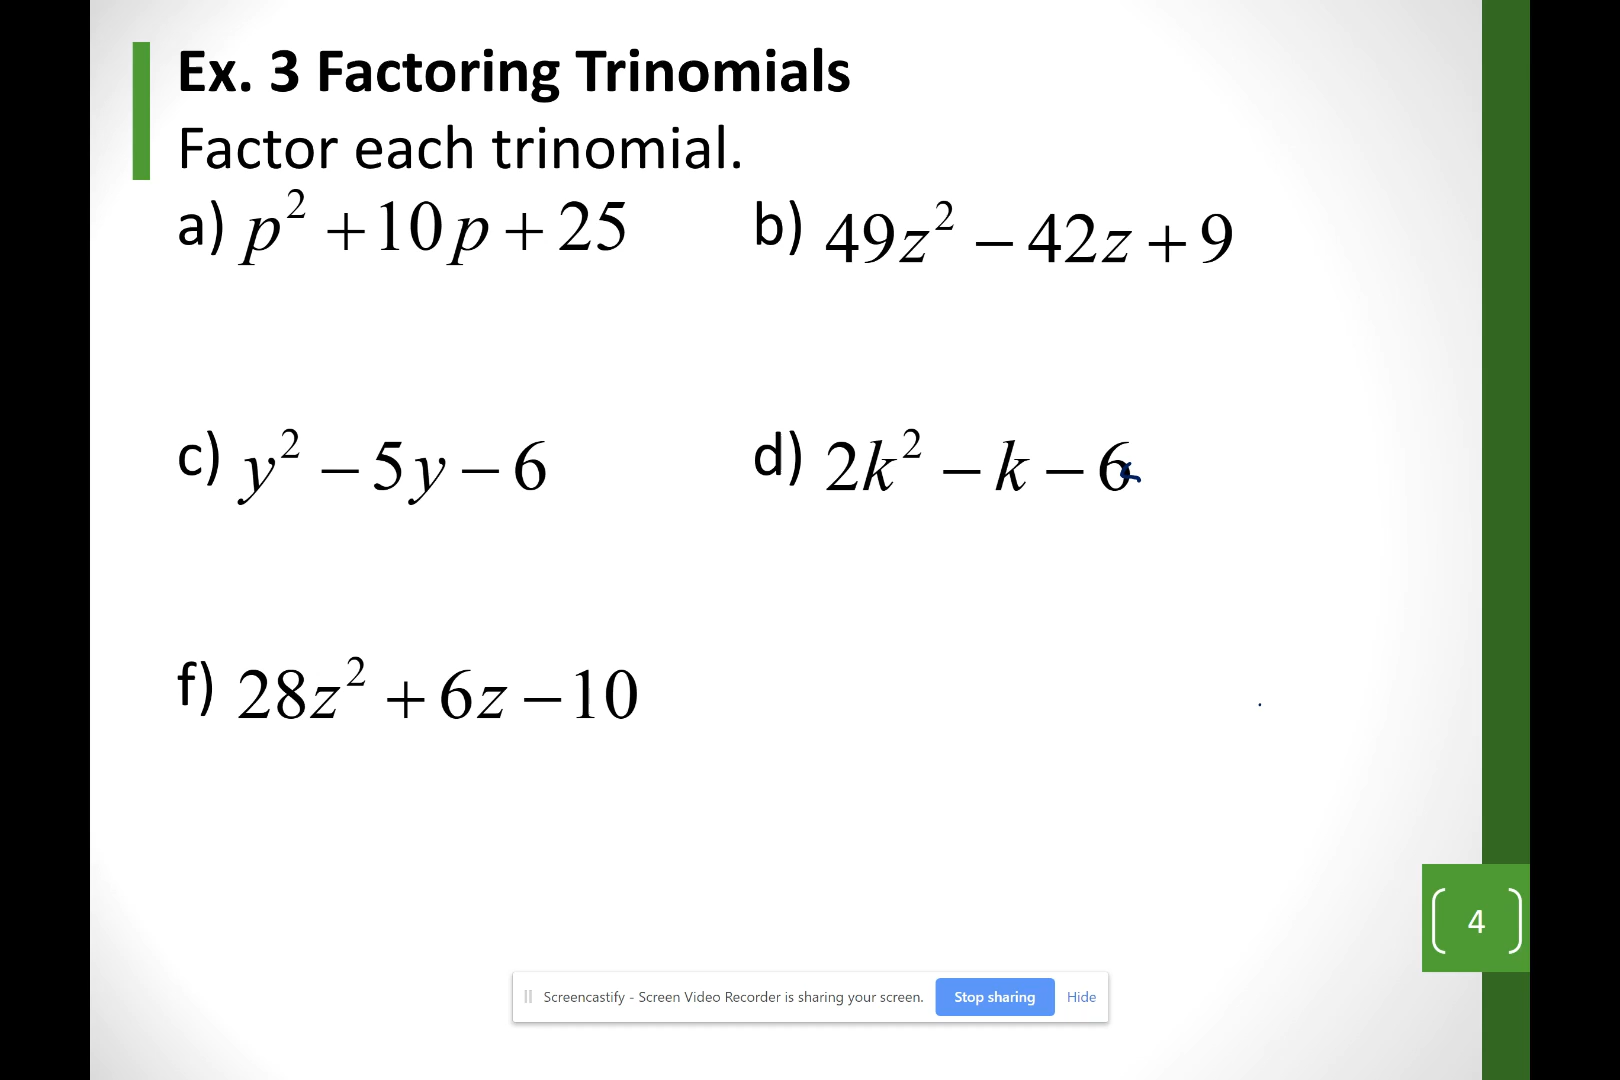 Ex. 3 Factoring Trinomials
Factor each trinomial.
a) p² + 10p + 25 b) 49z² − 42z + 9
c) y² − 5y − 6 d) 2k² − k − 6
f) 28z² + 6z − 10
4
Screencastify - Screen Video Recorder is sharing your screen. Stop sharing Hide